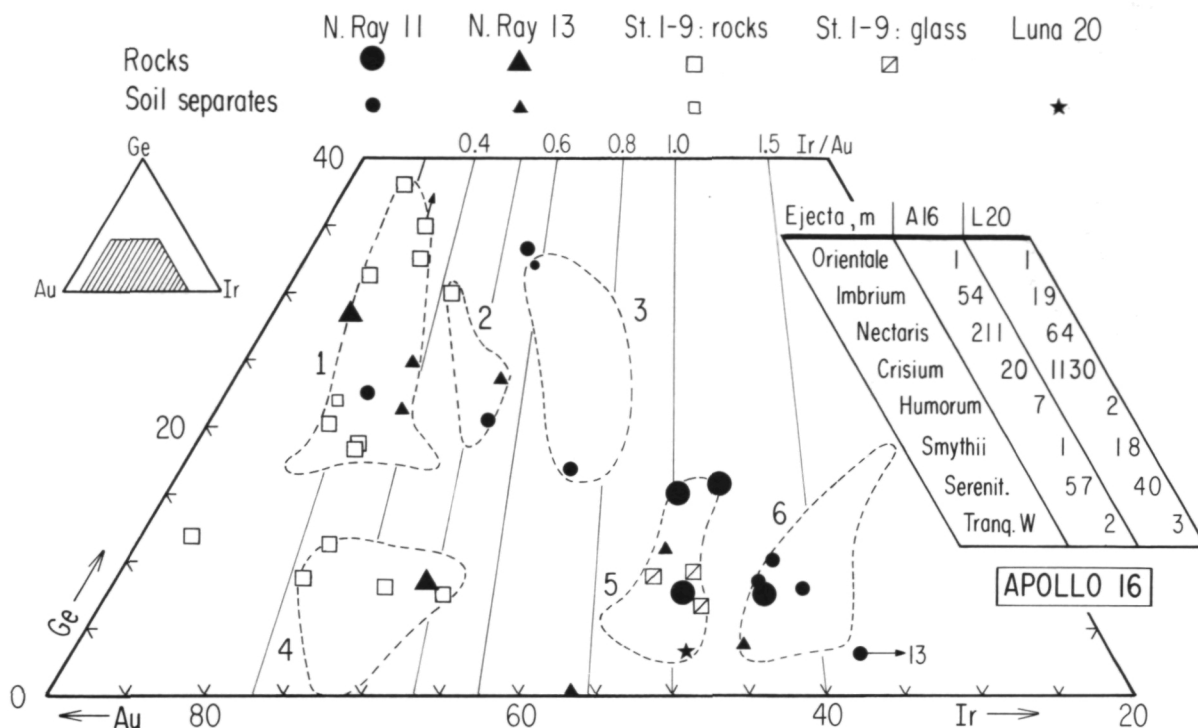 N. Ray 11 N. Ray 13 St. 1-9: rocks St. 1-9: glass Luna 20
Rocks
Soil separates
Ge
Au Ir
40 0.4 0.6 0.8 1.0 1.5 Ir/Au
Ejecta, m A16 L20
Orientale 1 1
Imbrium 54 19
Nectaris 211 64
Crisium 20 1130
Humorum 7 2
Smythii 1 18
Serenit. 57 40
Tranq. W 2 3
1
2
3
20
4
5
6
13
APOLLO 16
Ge
0
Au 80 60 40 Ir 20